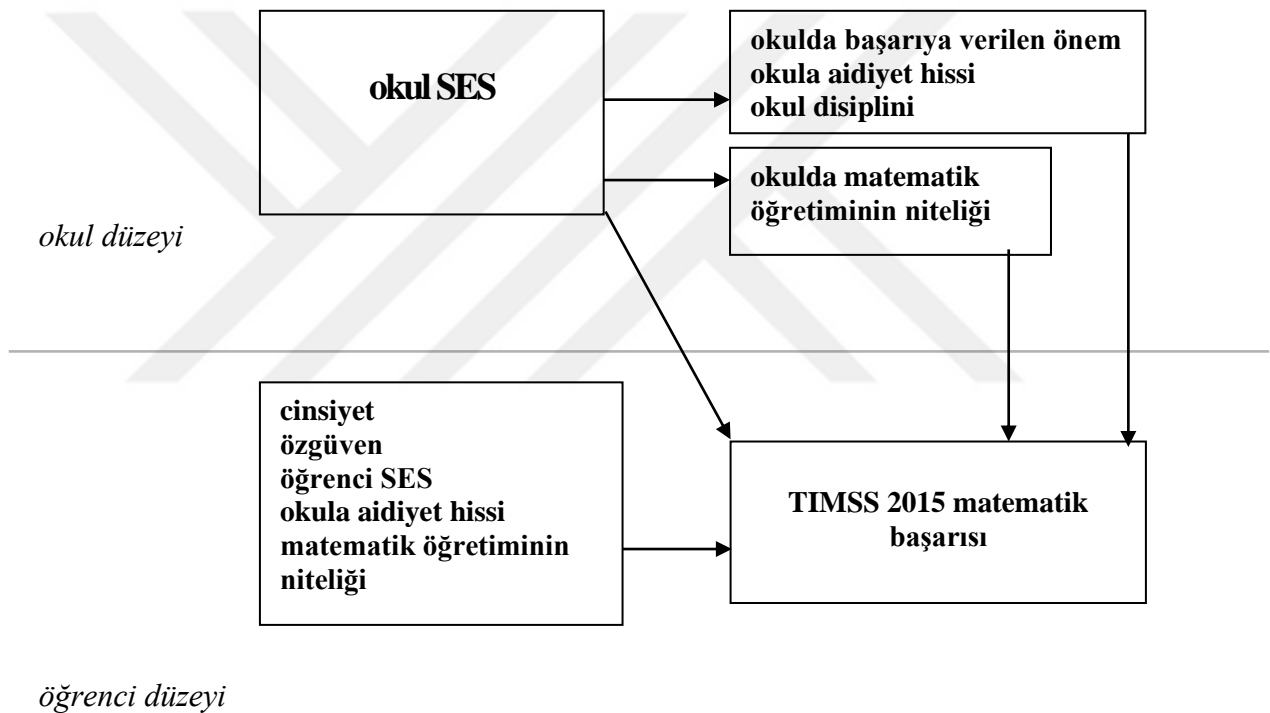 okul SES
okulda başarıya verilen önem
okula aidiyet hissi
okul disiplini
okulda matematik
öğretiminin niteliği
okul düzeyi
cinsiyet
özgüven
öğrenci SES
okula aidiyet hissi
matematik öğretiminin
niteliği
TIMSS 2015 matematik
başarısı
öğrenci düzeyi